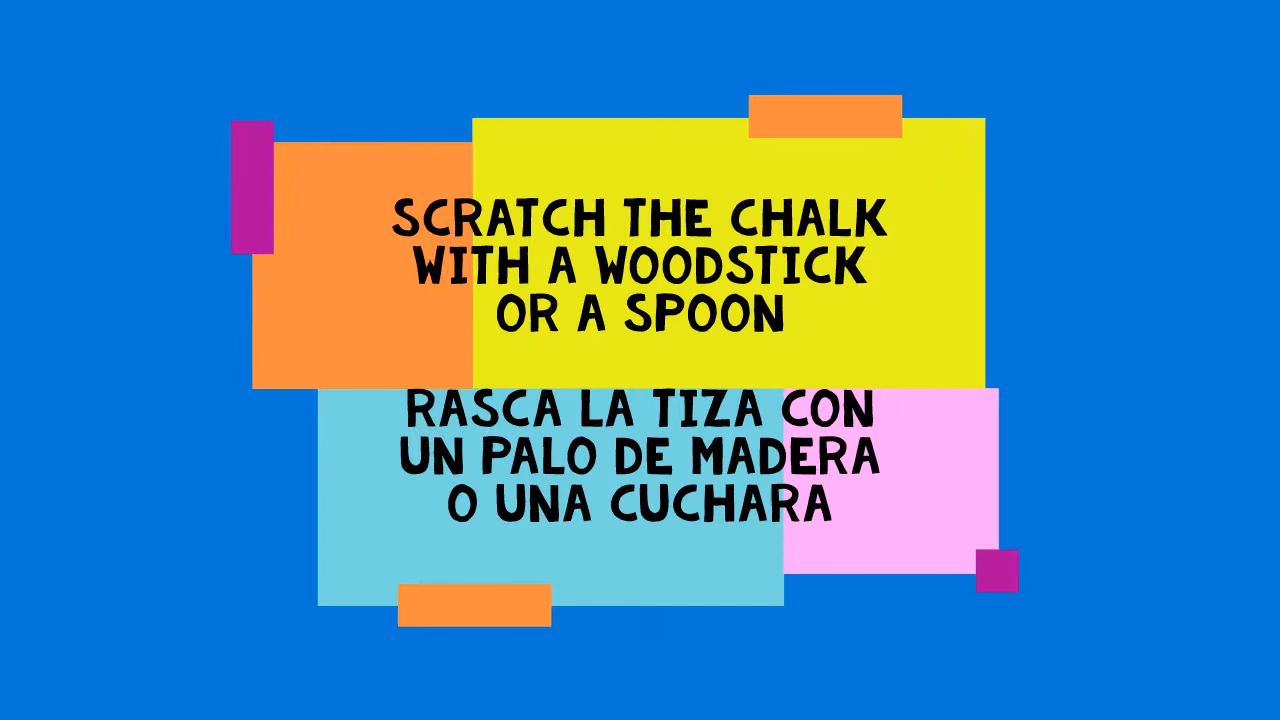 SCRATCH THE CHALK
WITH A WOODSTICK
OR A SPOON
RASCA LA TIZA CON
UN PALO DE MADERA
O UNA CUCHARA